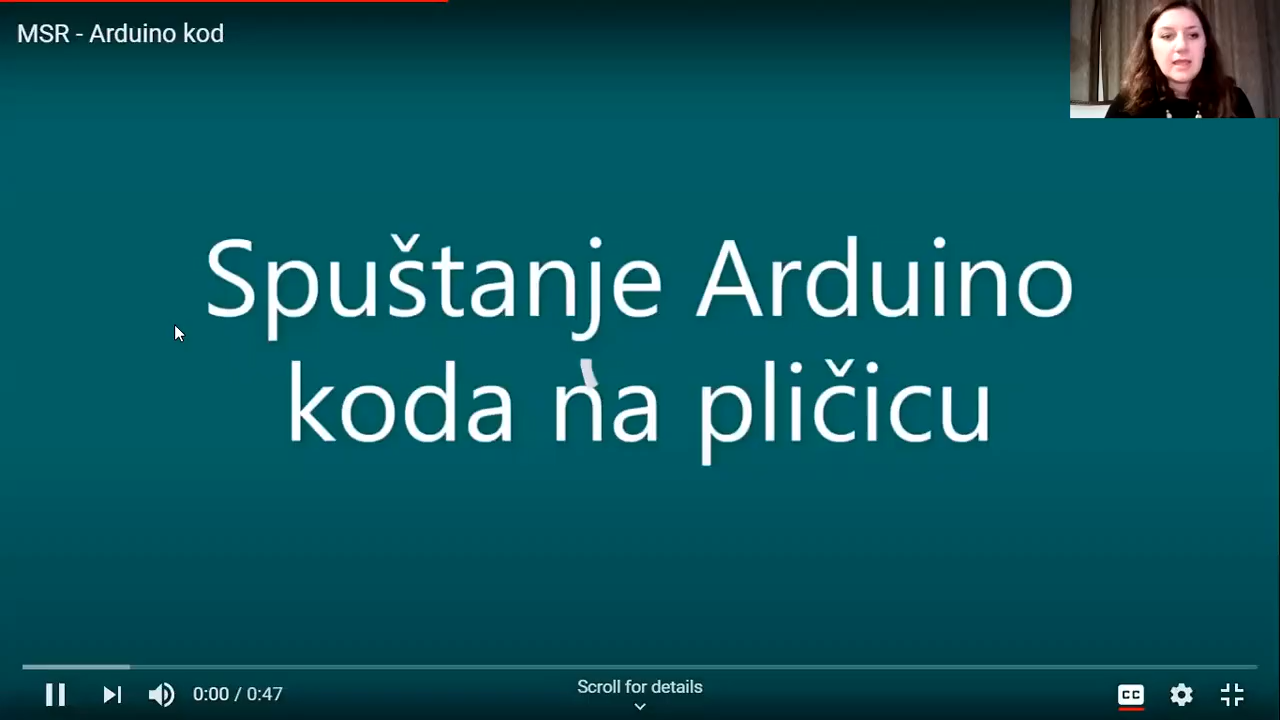 MSR - Arduino kod
Spuštanje Arduino
koda na pličicu
0:00 / 0:47
Scroll for details
CC